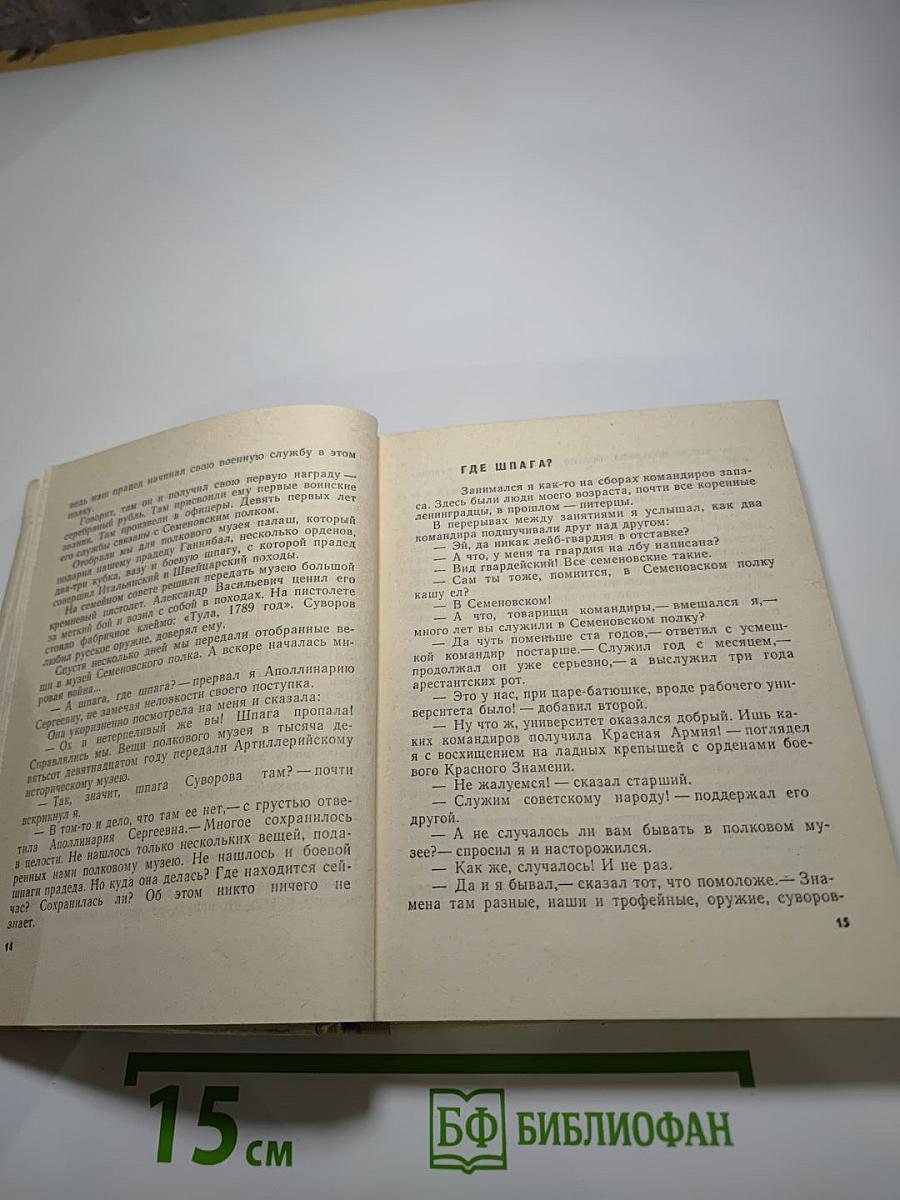 ведь наш прадед начинал свою военную службу в этом
полку.
Говорят, там он и получил свою первую награду —
серебряный рубль. Там присвоили ему первые воинские
звания. Там произвели в офицеры. Девять первых лет
его службы связаны с Семеновским полком.
Отобрали мы для полкового музея палаш, который
подарил нашему прадеду Ганнибал, несколько орденов,
два-три кубка, вазу и боевую шпагу, с которой прадед
совершил Итальянский и Швейцарский походы.
На семейном совете решили передать музею большой
кремневый пистолет. Александр Васильевич ценил его
за меткий бой и возил с собой в походах. На пистолете
стояло фабричное клеймо: «Тула, 1789 год». Суворов
любил русское оружие, доверял ему.
Спустя несколько дней мы передали отобранные ве-
щи в музей Семеновского полка. А вскоре началась ми-
ровая война...
— А шпага, где шпага? — прервал я Аполлинарию
Сергеевну, не замечая неловкости своего поступка.
Она укоризненно посмотрела на меня и сказала:
— Ох и нетерпеливый же вы! Шпага пропала!
Справлялись мы. Вещи полкового музея в тысяча де-
вятьсот девятнадцатом году передали Артиллерийскому
историческому музею.
— Так, значит, шпага Суворова там? — почти
вскрикнул я.
— В том-то и дело, что там ее нет,— с грустью отве-
тила Аполлинария Сергеевна.— Многое сохранилось
в целости. Не нашлось только нескольких вещей, пода-
ренных нами полковому музею. Не нашлось и боевой
шпаги прадеда. Но куда она делась? Где находится сей-
час? Сохранилась ли? Об этом никто ничего не
знает.
14
ГДЕ ШПАГА?
Занимался я как-то на сборах командиров запа-
са. Здесь были люди моего возраста, почти все коренные
ленинградцы, в прошлом — питерцы.
В перерывах между занятиями я услышал, как два
командира подшучивали друг над другом:
— Эй, да никак лейб-гвардия в отставке?
— А что, у меня та гвардия на лбу написана?
— Вид гвардейский! Все семеновские такие.
— Сам ты тоже, помнится, в Семеновском полку
кашу ел?
— В Семеновском!
— А что, товарищи командиры,— вмешался я,—
много лет вы служили в Семеновском полку?
— Да чуть поменьше ста годов,— ответил с усмеш-
кой командир постарше.— Служил год с месяцем,—
продолжал он уже серьезно,— а выслужил три года
арестантских рот.
— Это у нас, при царе-батюшке, вроде рабочего уни-
верситета было! — добавил второй.
— Ну что ж, университет оказался добрый. Ишь ка-
ких командиров получила Красная Армия! — поглядел
я с восхищением на ладных крепышей с орденами бое-
вого Красного Знамени.
— Не жалуемся! — сказал старший.
— Служим советскому народу! — поддержал его
другой.
— А не случалось ли вам бывать в полковом му-
зее?— спросил я и насторожился.
— Как же, случалось! И не раз.
— Да и я бывал,— сказал тот, что помоложе.— Зна-
мена там разные, наши и трофейные, оружие, суворов-
15
15 см
БФ БИБЛИОФАН